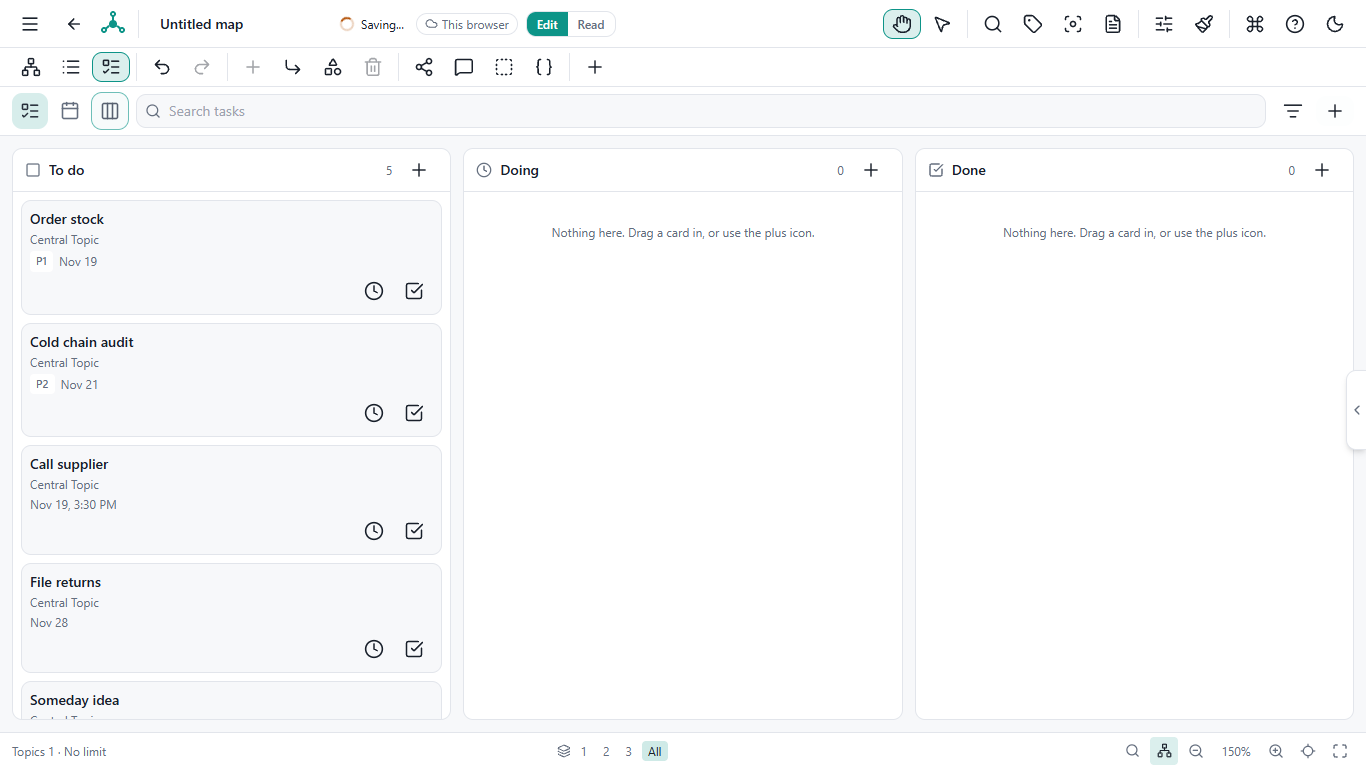 Untitled map
Saving...
This browser
Edit
Read
Search tasks
To do
5
Order stock
Central Topic
P1
Nov 19
Cold chain audit
Central Topic
P2
Nov 21
Call supplier
Central Topic
Nov 19, 3:30 PM
File returns
Central Topic
Nov 28
Someday idea
Doing
0
Nothing here. Drag a card in, or use the plus icon.
Done
0
Nothing here. Drag a card in, or use the plus icon.
Topics 1 · No limit
1
2
3
All
150%